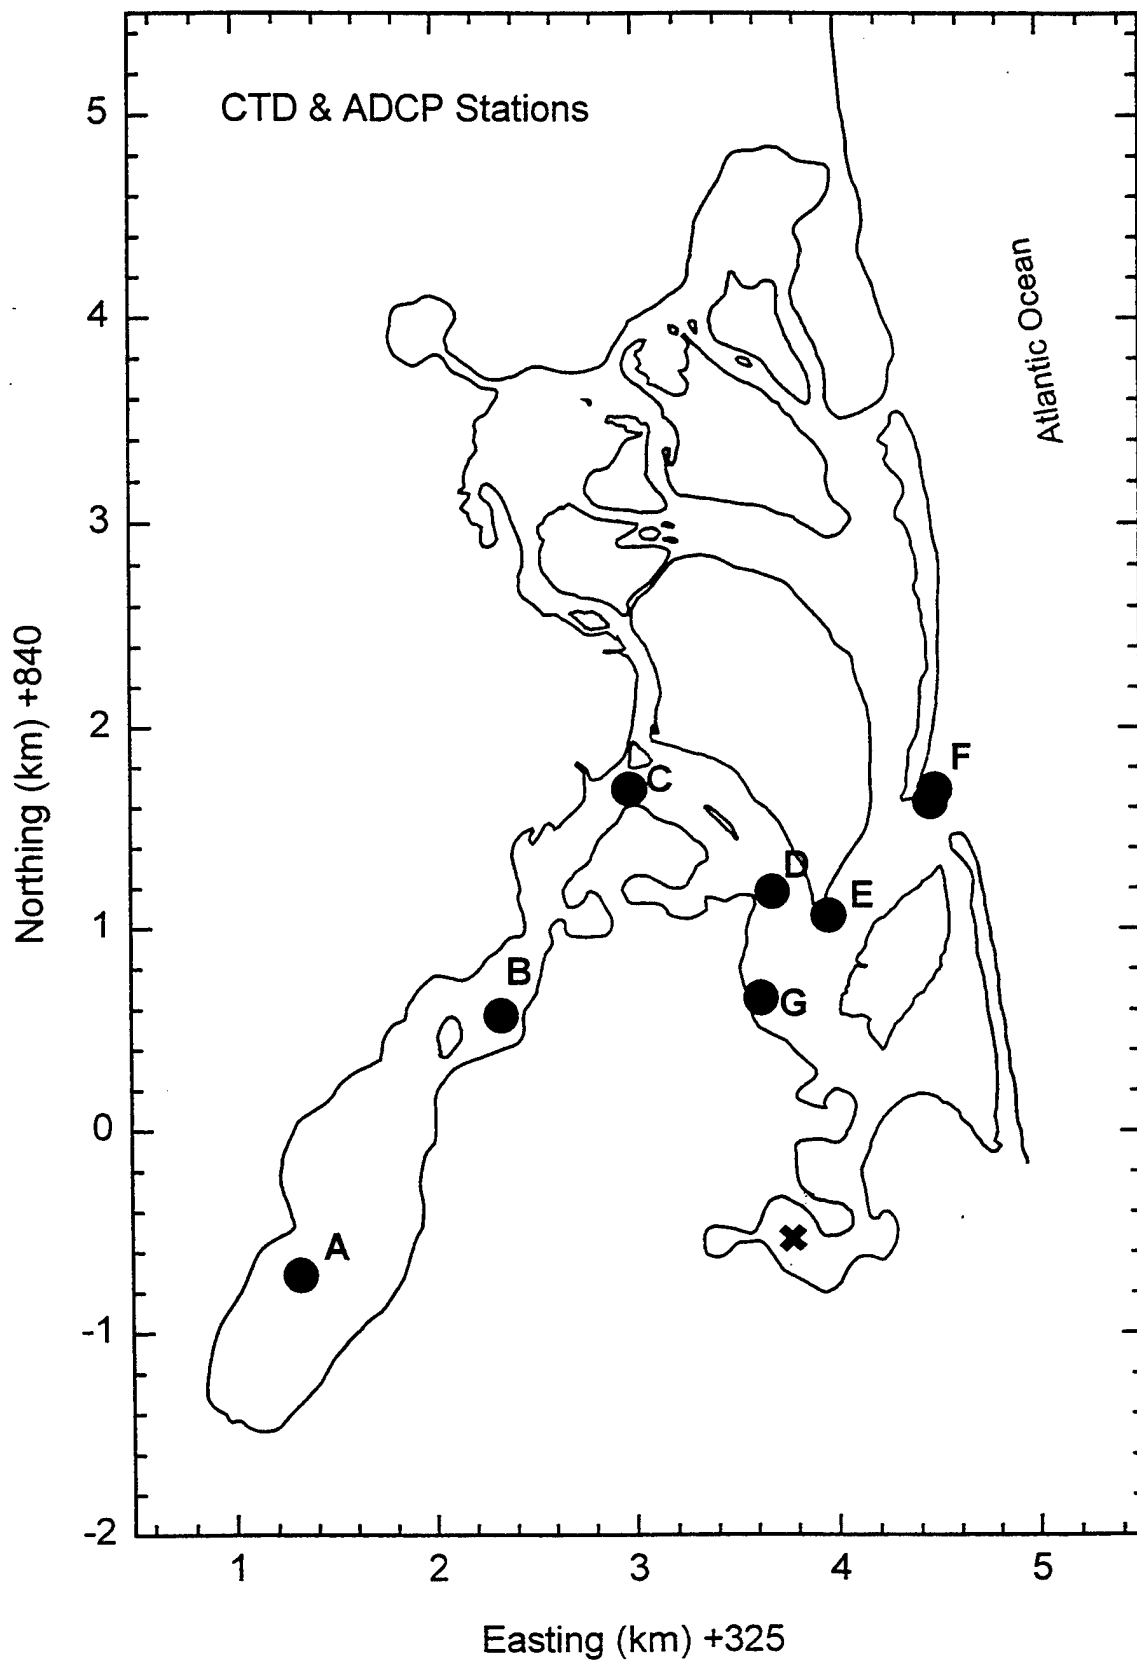 CTD & ADCP Stations
5
4
3
2
1
0
-1
-2
Northing (km) +840
Atlantic Ocean
F
C
D
E
B
G
A
1
2
3
4
5
Easting (km) +325